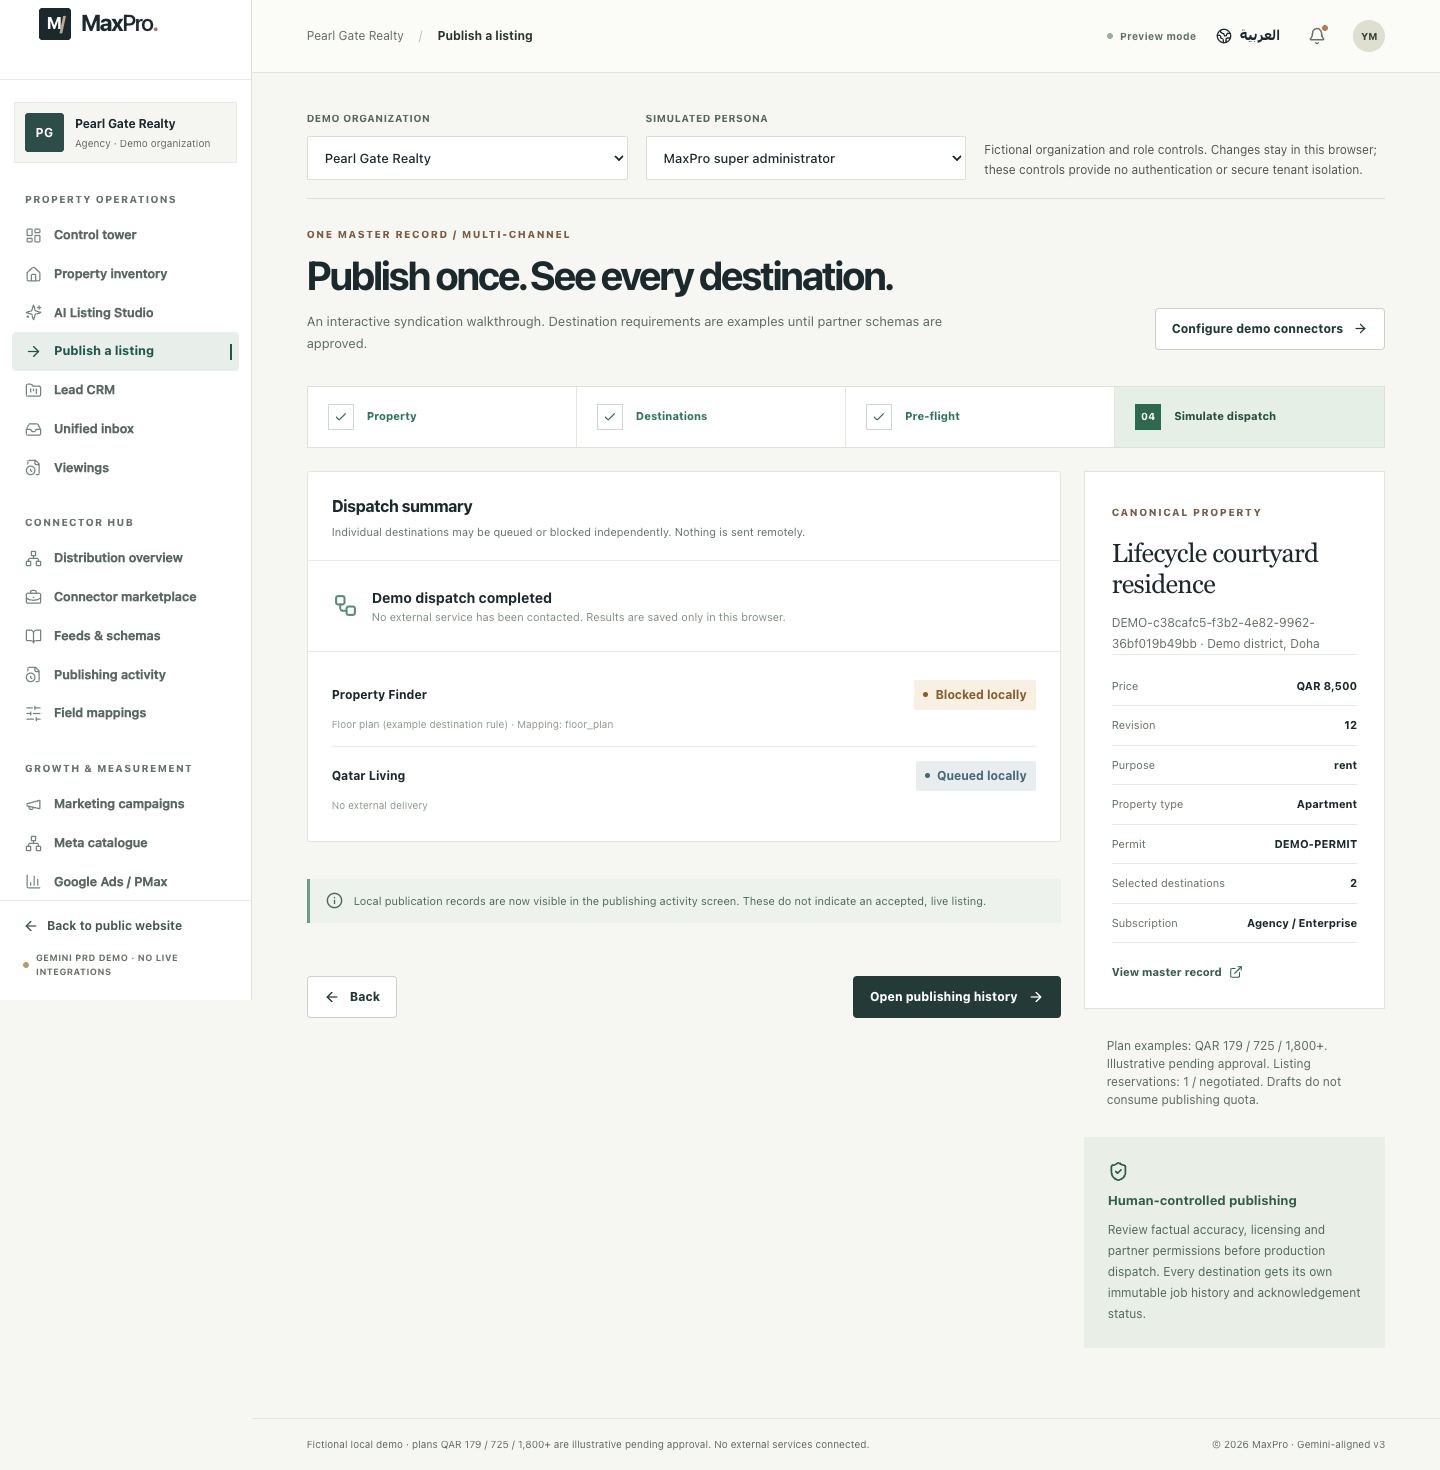 M/ MaxPro.
PG
Pearl Gate Realty
Agency · Demo organization
PROPERTY OPERATIONS
Control tower
Property inventory
AI Listing Studio
Publish a listing
Lead CRM
Unified inbox
Viewings
CONNECTOR HUB
Distribution overview
Connector marketplace
Feeds & schemas
Publishing activity
Field mappings
GROWTH & MEASUREMENT
Marketing campaigns
Meta catalogue
Google Ads / PMax
Back to public website
GEMINI PRD DEMO · NO LIVE
INTEGRATIONS
Pearl Gate Realty / Publish a listing
Preview mode
العربية
YM
DEMO ORGANIZATION
Pearl Gate Realty
SIMULATED PERSONA
MaxPro super administrator
Fictional organization and role controls. Changes stay in this browser;
these controls provide no authentication or secure tenant isolation.
ONE MASTER RECORD / MULTI-CHANNEL
Publish once. See every destination.
An interactive syndication walkthrough. Destination requirements are examples until partner schemas are
approved.
Configure demo connectors
Property
Destinations
Pre-flight
04 Simulate dispatch
Dispatch summary
Individual destinations may be queued or blocked independently. Nothing is sent remotely.
Demo dispatch completed
No external service has been contacted. Results are saved only in this browser.
Property Finder
Blocked locally
Floor plan (example destination rule) · Mapping: floor_plan
Qatar Living
Queued locally
No external delivery
Local publication records are now visible in the publishing activity screen. These do not indicate an accepted, live listing.
Back
Open publishing history
CANONICAL PROPERTY
Lifecycle courtyard
residence
DEMO-c38cafc5-f3b2-4e82-9962-
36bf019b49bb · Demo district, Doha
Price QAR 8,500
Revision 12
Purpose rent
Property type Apartment
Permit DEMO-PERMIT
Selected destinations 2
Subscription Agency / Enterprise
View master record
Plan examples: QAR 179 / 725 / 1,800+.
Illustrative pending approval. Listing
reservations: 1 / negotiated. Drafts do not
consume publishing quota.
Human-controlled publishing
Review factual accuracy, licensing and
partner permissions before production
dispatch. Every destination gets its own
immutable job history and acknowledgement
status.
Fictional local demo · plans QAR 179 / 725 / 1,800+ are illustrative pending approval. No external services connected.
© 2026 MaxPro · Gemini-aligned v3